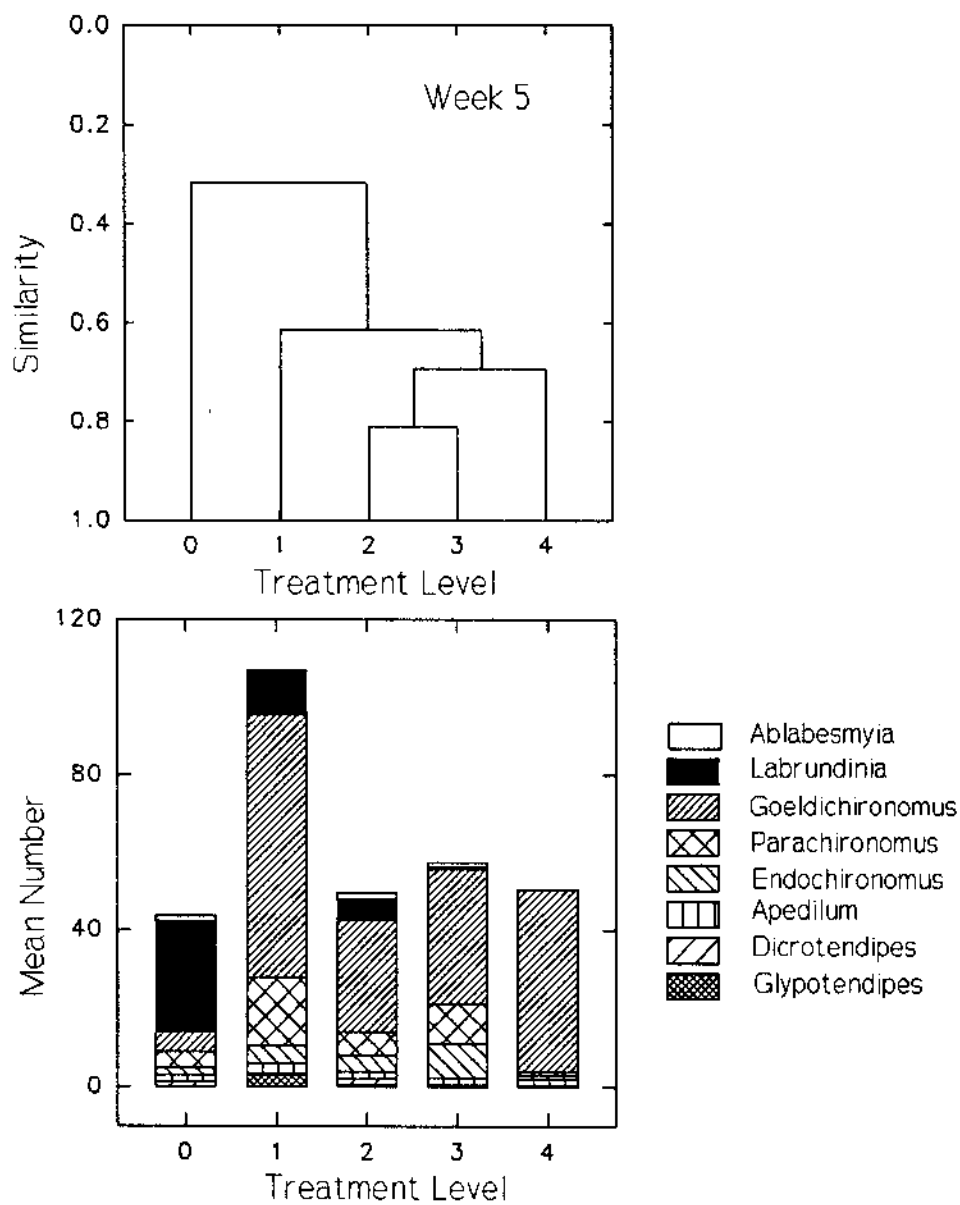 0.0
Week 5
0.2
0.4
0.6
0.8
1.0
Similarity
0 1 2 3 4
Treatment Level
120
80
40
0
Mean Number
0 1 2 3 4
Treatment Level
Ablabesmyia
Labrundinia
Goeldichironomus
Parachironomus
Endochironomus
Apedilum
Dicrotendipes
Glypotendipes